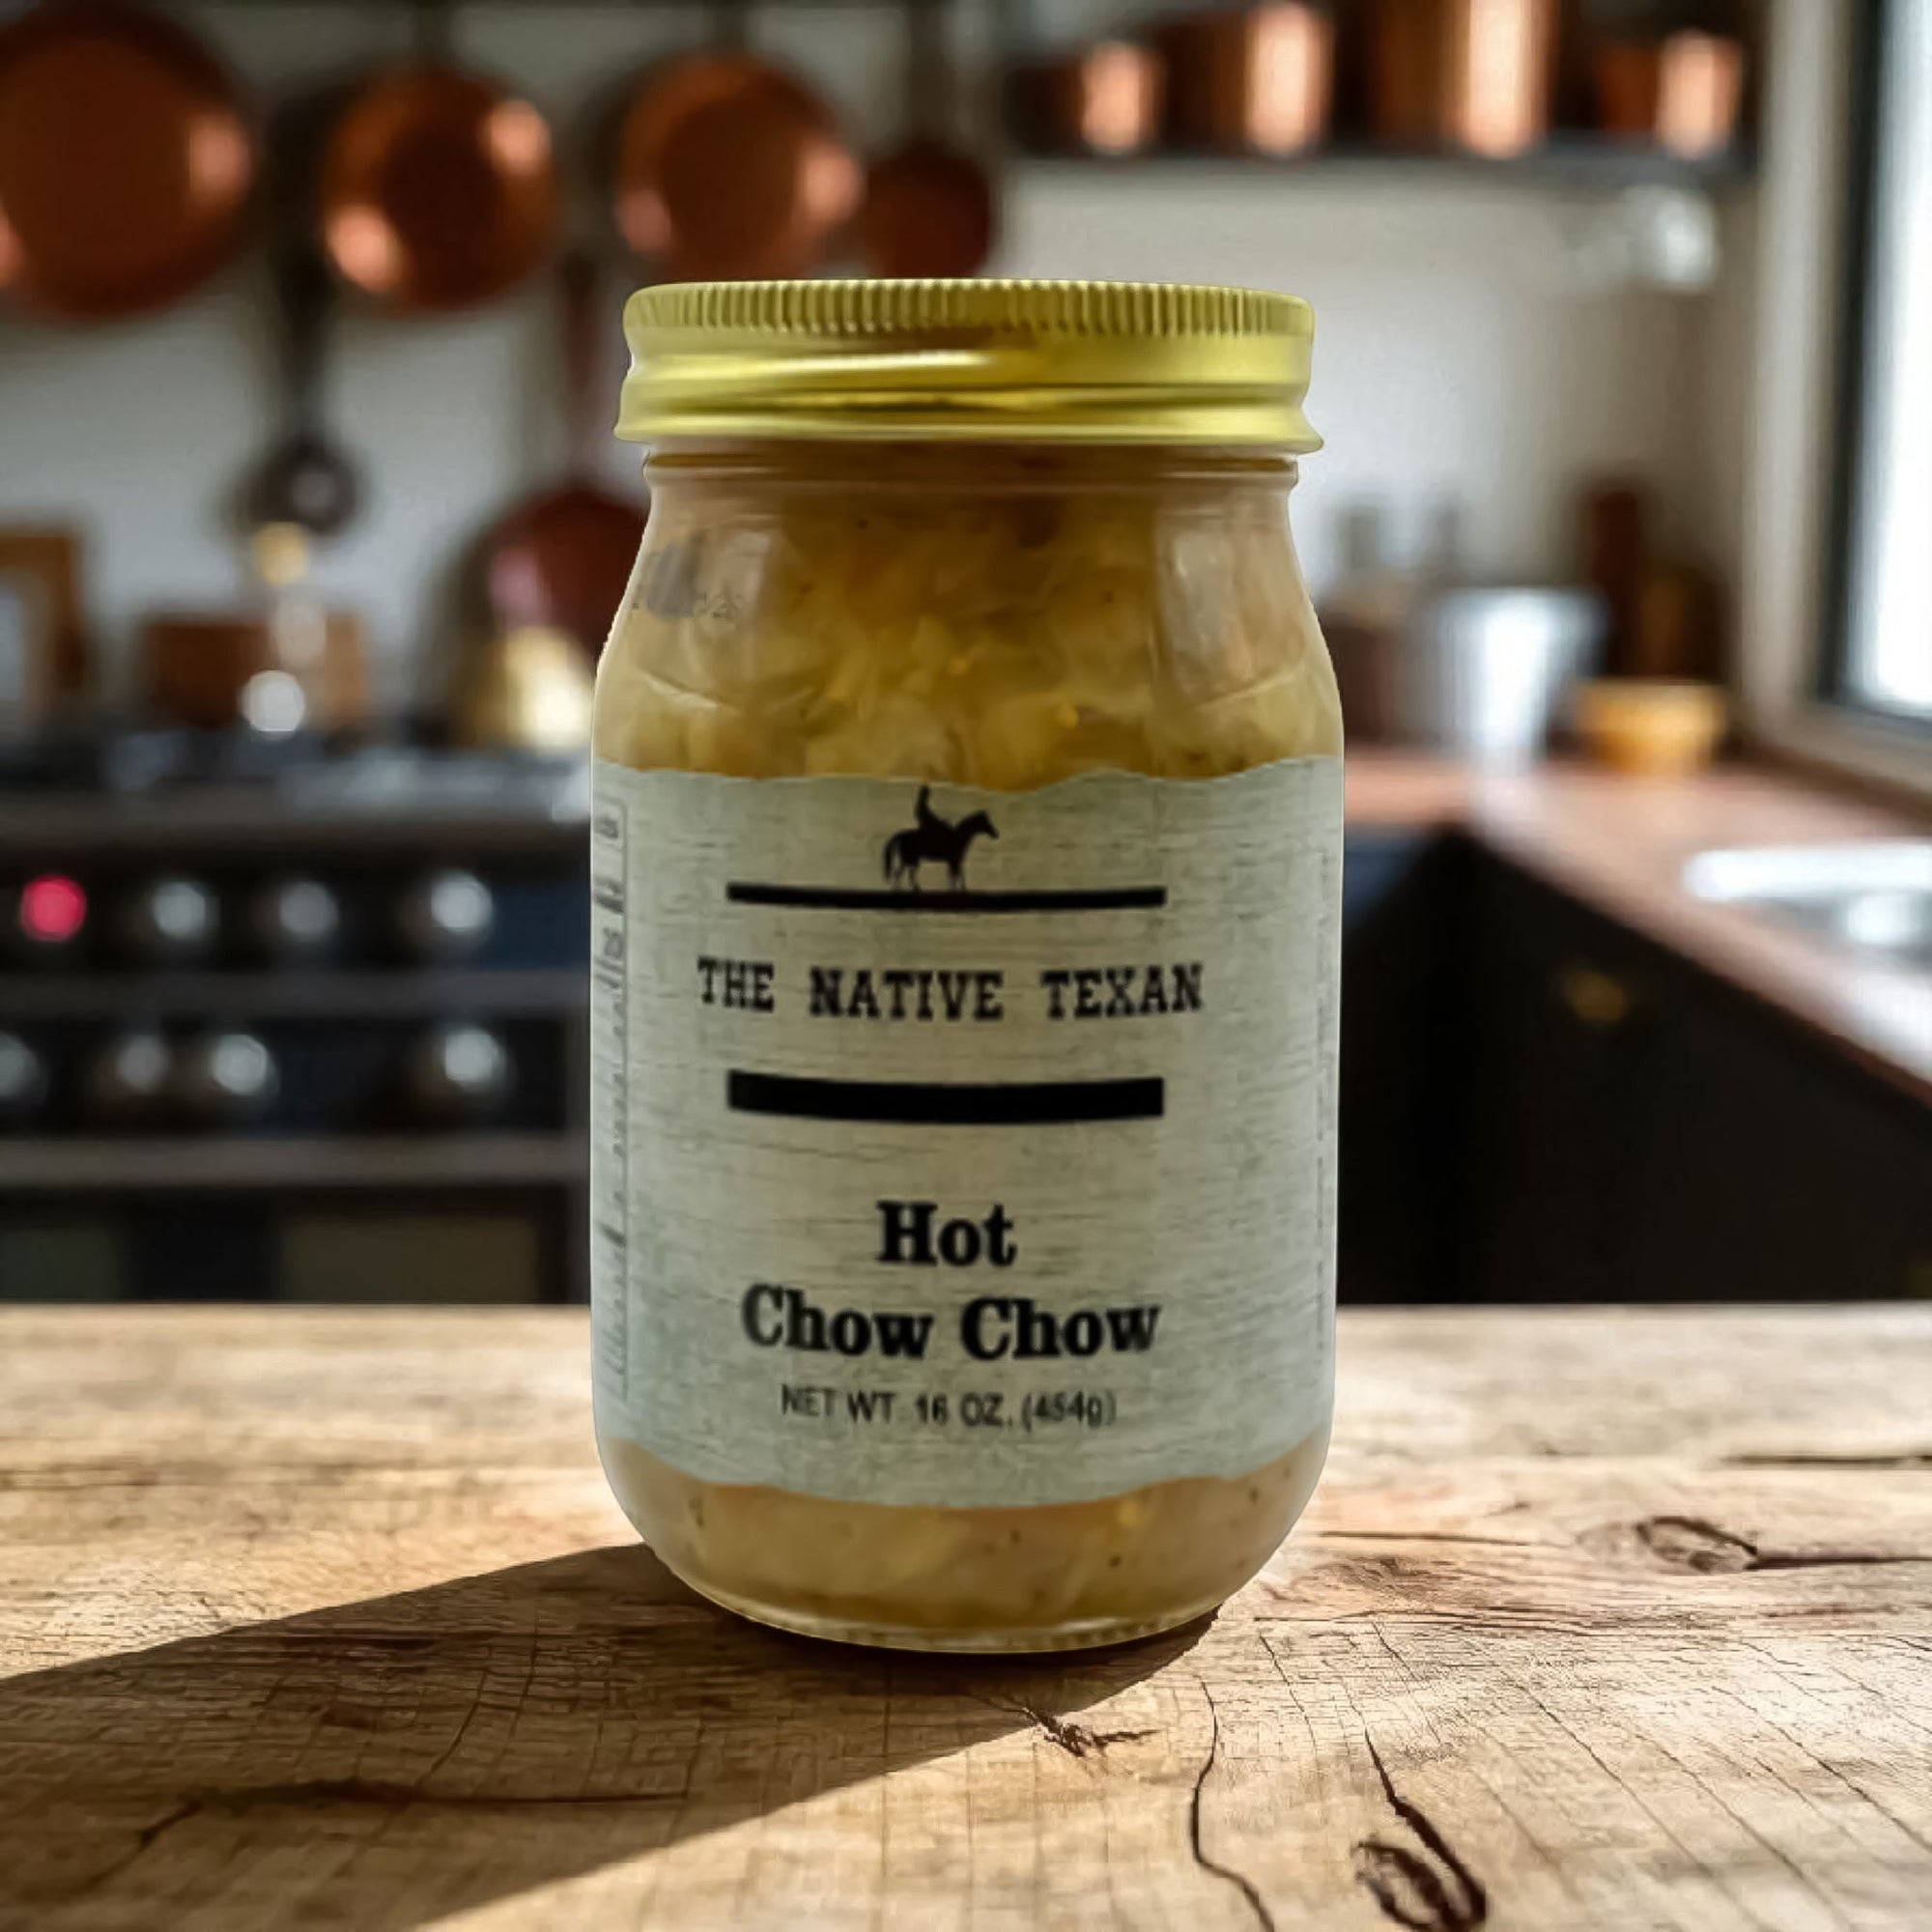 THE NATIVE TEXAN
Hot
Chow Chow
NET WT. 16 OZ. (454g)